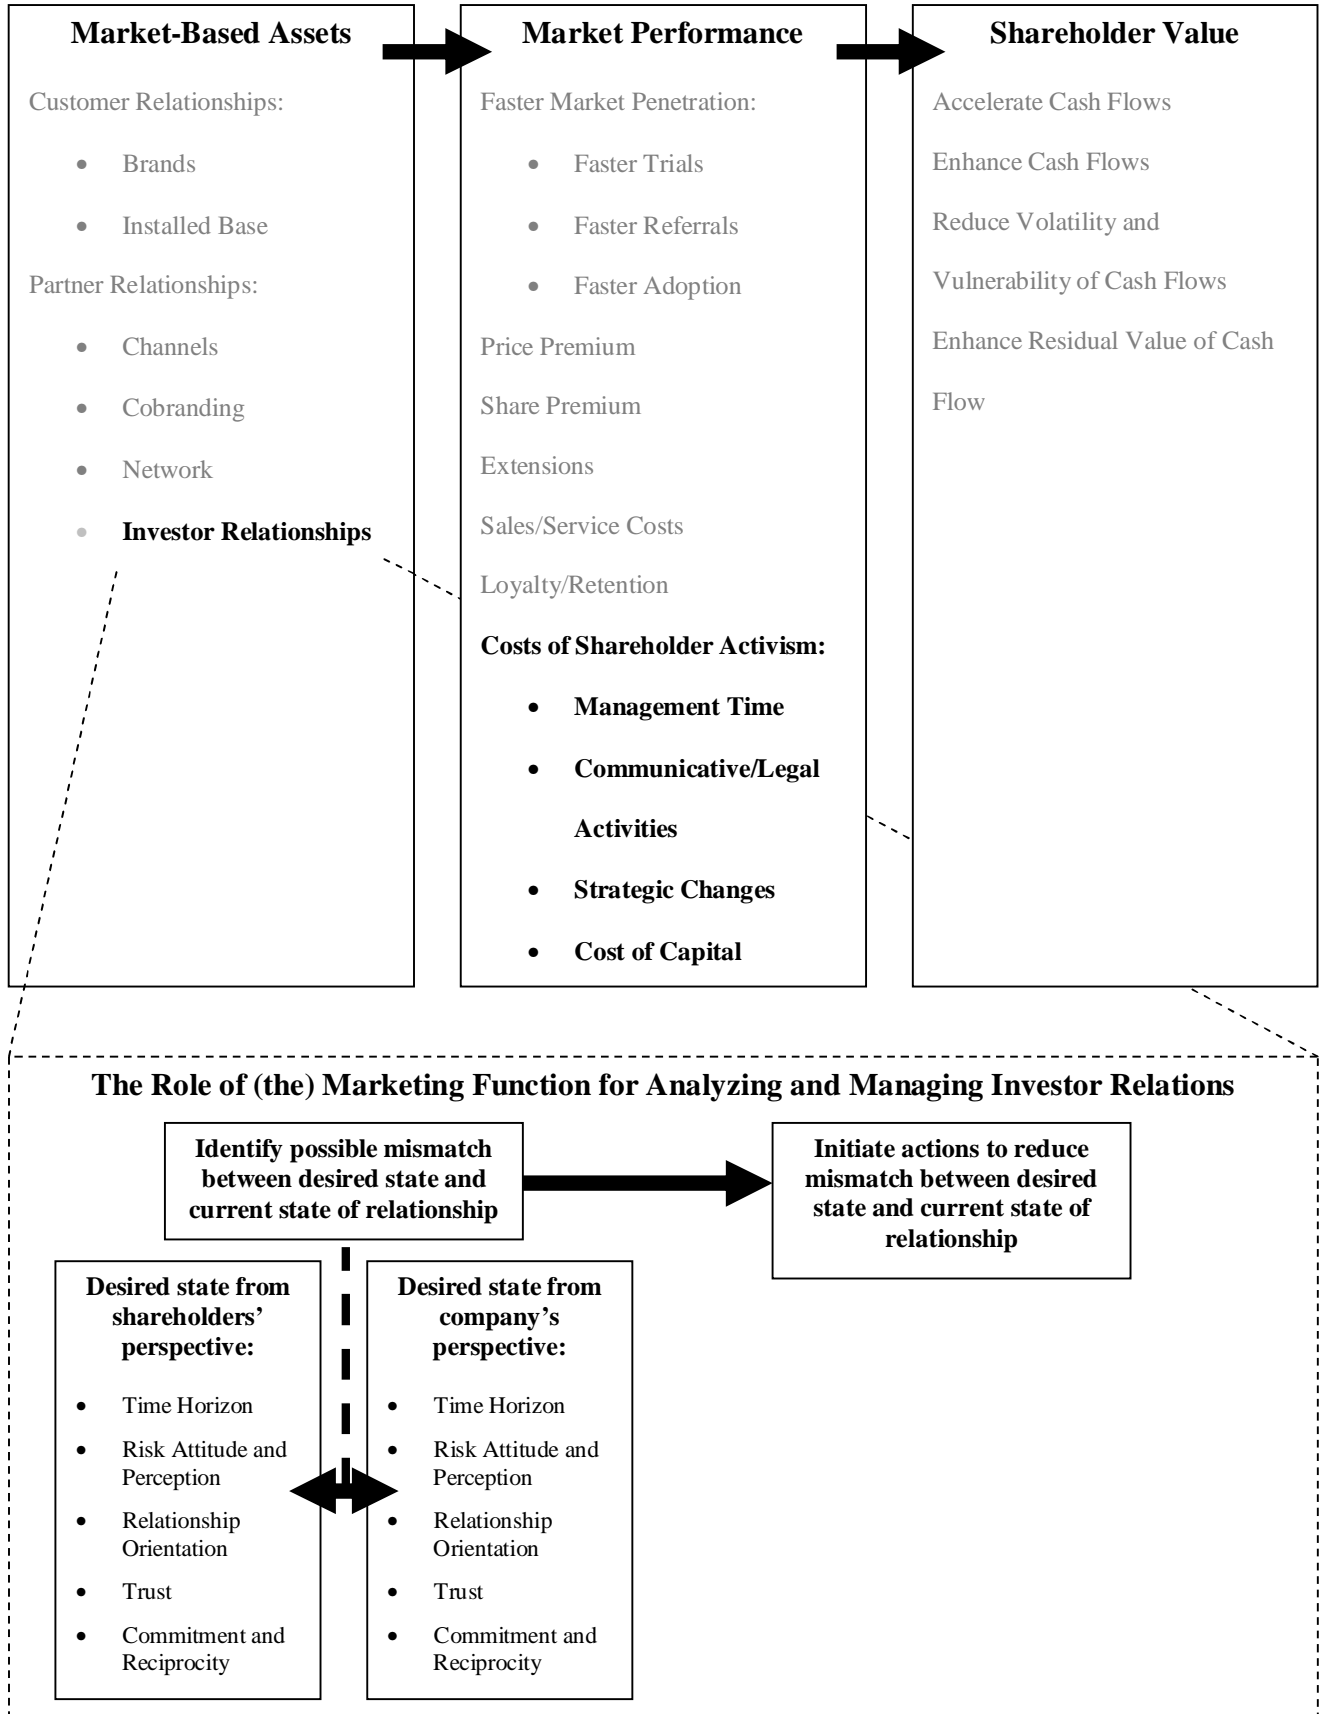 Market-Based Assets
Customer Relationships:
• Brands
• Installed Base
Partner Relationships:
• Channels
• Cobranding
• Network
• Investor Relationships
Market Performance
Faster Market Penetration:
• Faster Trials
• Faster Referrals
• Faster Adoption
Price Premium
Share Premium
Extensions
Sales/Service Costs
Loyalty/Retention
Costs of Shareholder Activism:
• Management Time
• Communicative/Legal
Activities
• Strategic Changes
• Cost of Capital
Shareholder Value
Accelerate Cash Flows
Enhance Cash Flows
Reduce Volatility and
Vulnerability of Cash Flows
Enhance Residual Value of Cash
Flow
The Role of (the) Marketing Function for Analyzing and Managing Investor Relations
Identify possible mismatch
between desired state and
current state of relationship
Initiate actions to reduce
mismatch between desired
state and current state of
relationship
Desired state from
shareholders’
perspective:
• Time Horizon
• Risk Attitude and
Perception
• Relationship
Orientation
• Trust
• Commitment and
Reciprocity
Desired state from
company’s
perspective:
• Time Horizon
• Risk Attitude and
Perception
• Relationship
Orientation
• Trust
• Commitment and
Reciprocity